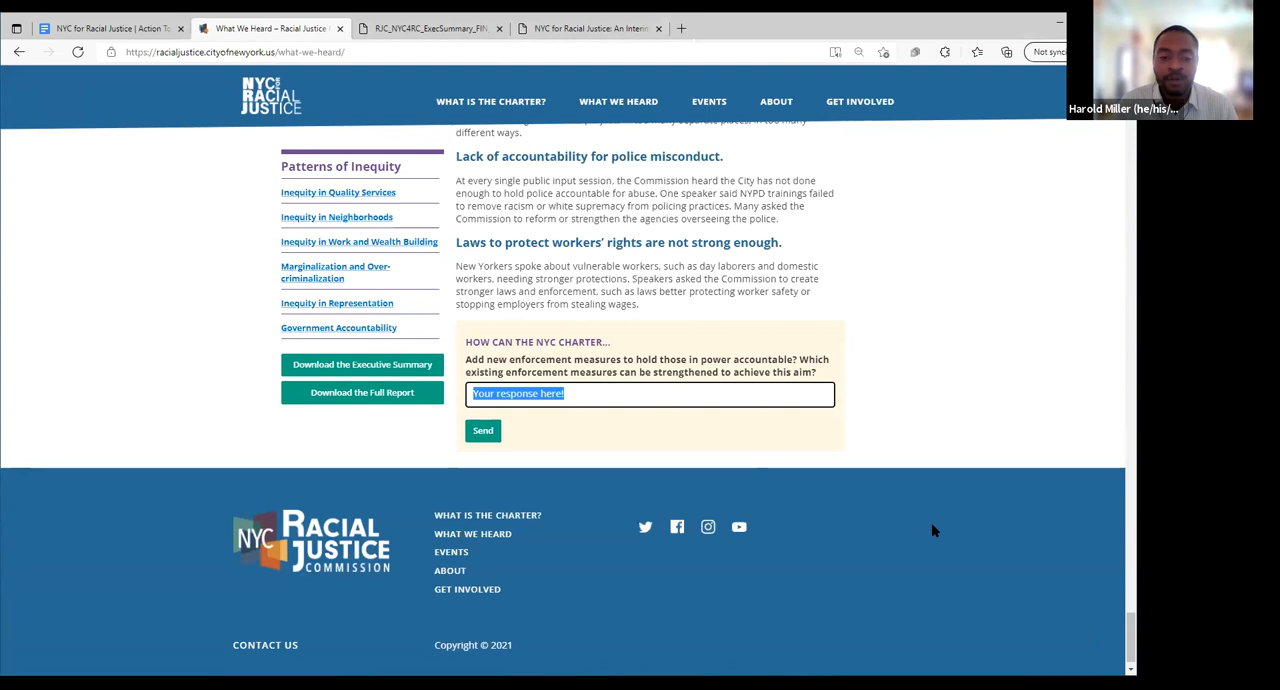 NYC for Racial Justice | Action To
What We Heard – Racial Justice
RJC_NYC4RC_ExecSummary_FIN
NYC for Racial Justice: An Interim
https://racialjustice.cityofnewyork.us/what-we-heard/
Not sync
Harold Miller (he/his/...
NYC FOR RACIAL JUSTICE
WHAT IS THE CHARTER?
WHAT WE HEARD
EVENTS
ABOUT
GET INVOLVED
different ways.
Patterns of Inequity
Inequity in Quality Services
Inequity in Neighborhoods
Inequity in Work and Wealth Building
Marginalization and Over-
criminalization
Inequity in Representation
Government Accountability
Download the Executive Summary
Download the Full Report
Lack of accountability for police misconduct.
At every single public input session, the Commission heard the City has not done
enough to hold police accountable for abuse. One speaker said NYPD trainings failed
to remove racism or white supremacy from policing practices. Many asked the
Commission to reform or strengthen the agencies overseeing the police.
Laws to protect workers’ rights are not strong enough.
New Yorkers spoke about vulnerable workers, such as day laborers and domestic
workers, needing stronger protections. Speakers asked the Commission to create
stronger laws and enforcement, such as laws better protecting worker safety or
stopping employers from stealing wages.
HOW CAN THE NYC CHARTER...
Add new enforcement measures to hold those in power accountable? Which
existing enforcement measures can be strengthened to achieve this aim?
Your response here!
Send
NYC RACIAL
JUSTICE
COMMISSION
WHAT IS THE CHARTER?
WHAT WE HEARD
EVENTS
ABOUT
GET INVOLVED
CONTACT US
Copyright © 2021